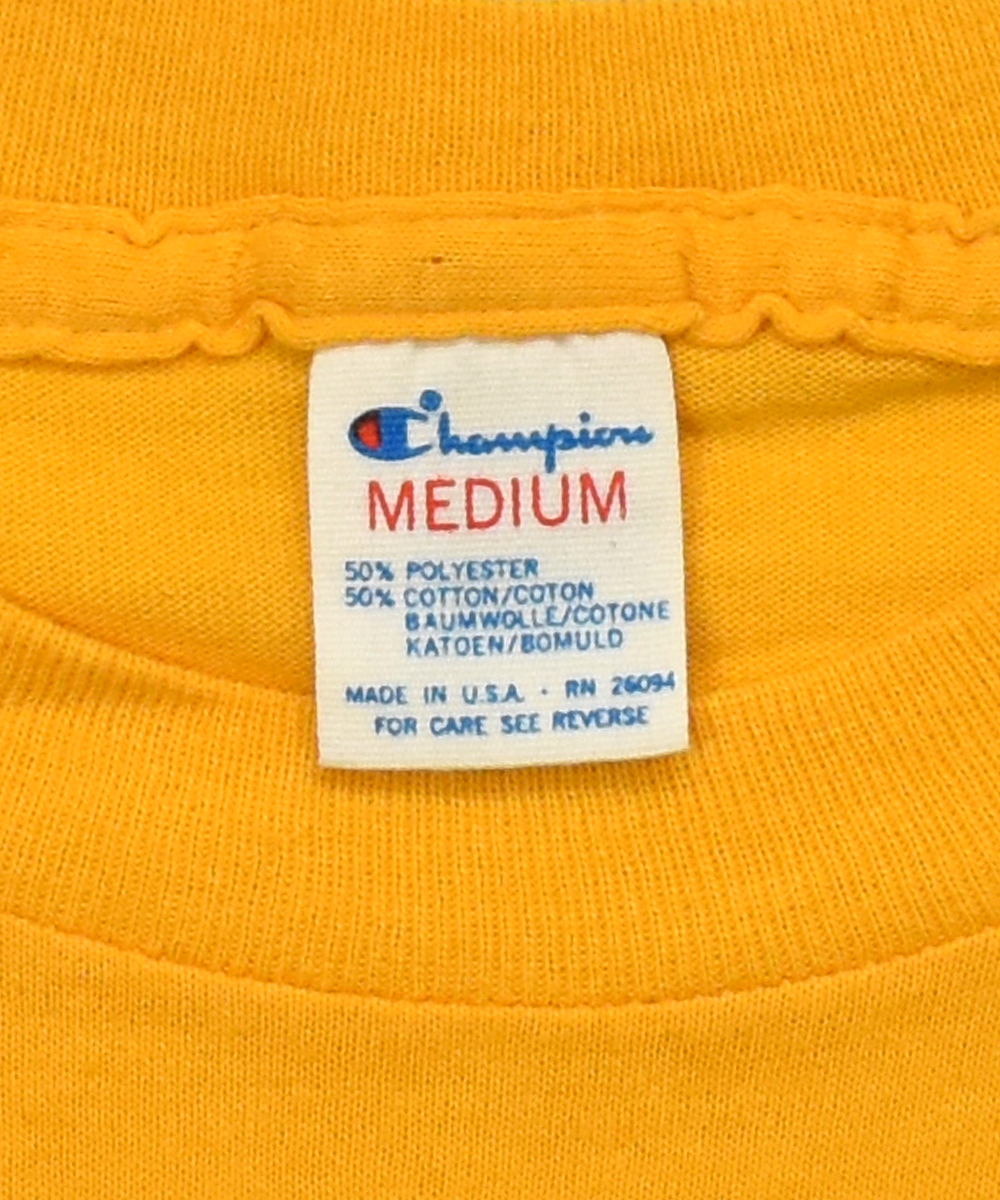 Champion
MEDIUM
50% POLYESTER
50% COTTON/COTON
BAUMWOLLE/COTONE
KATOEN/BOMULD
MADE IN U.S.A. · RN 26094
FOR CARE SEE REVERSE